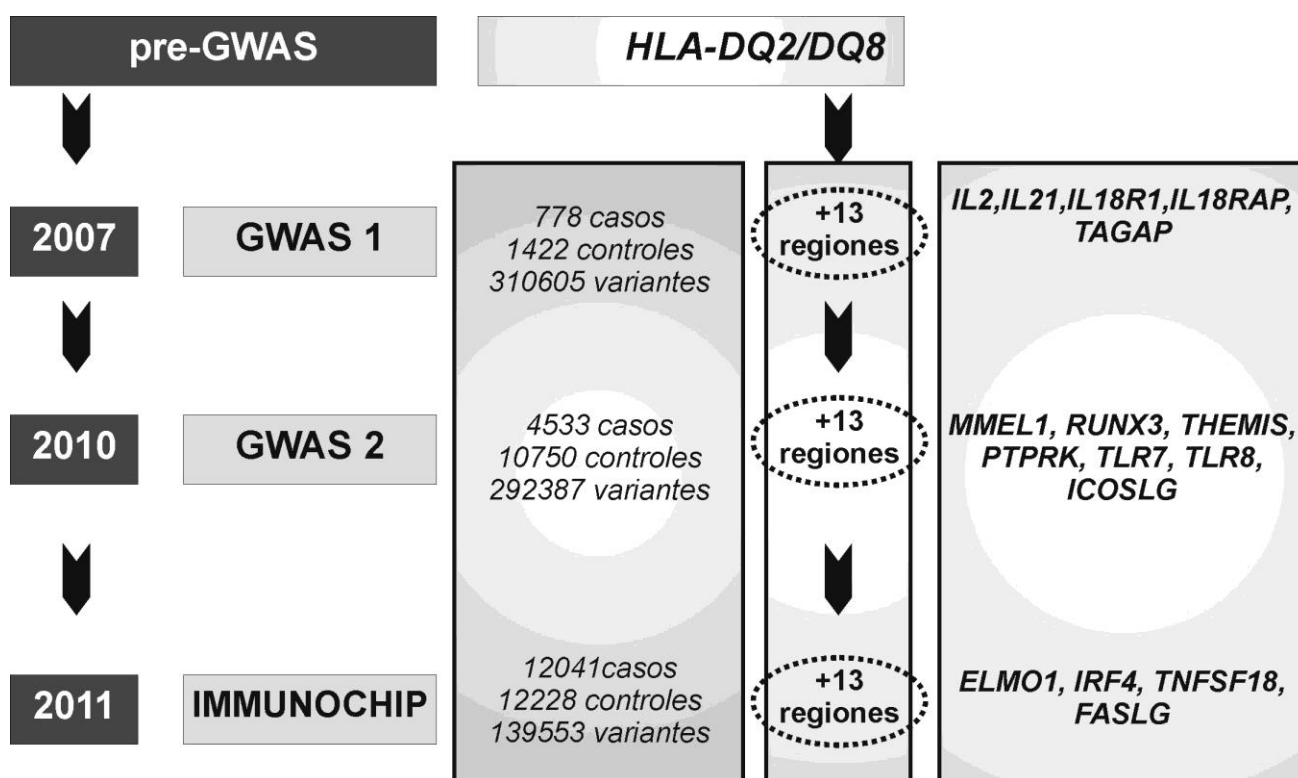 pre-GWAS
HLA-DQ2/DQ8
2007
GWAS 1
778 casos
1422 controles
310605 variantes
+13
regiones
IL2,IL21,IL18R1,IL18RAP,
TAGAP
2010
GWAS 2
4533 casos
10750 controles
292387 variantes
+13
regiones
MMEL1, RUNX3, THEMIS,
PTPRK, TLR7, TLR8,
ICOSLG
2011
IMMUNOCHIP
12041casos
12228 controles
139553 variantes
+13
regiones
ELMO1, IRF4, TNFSF18,
FASLG